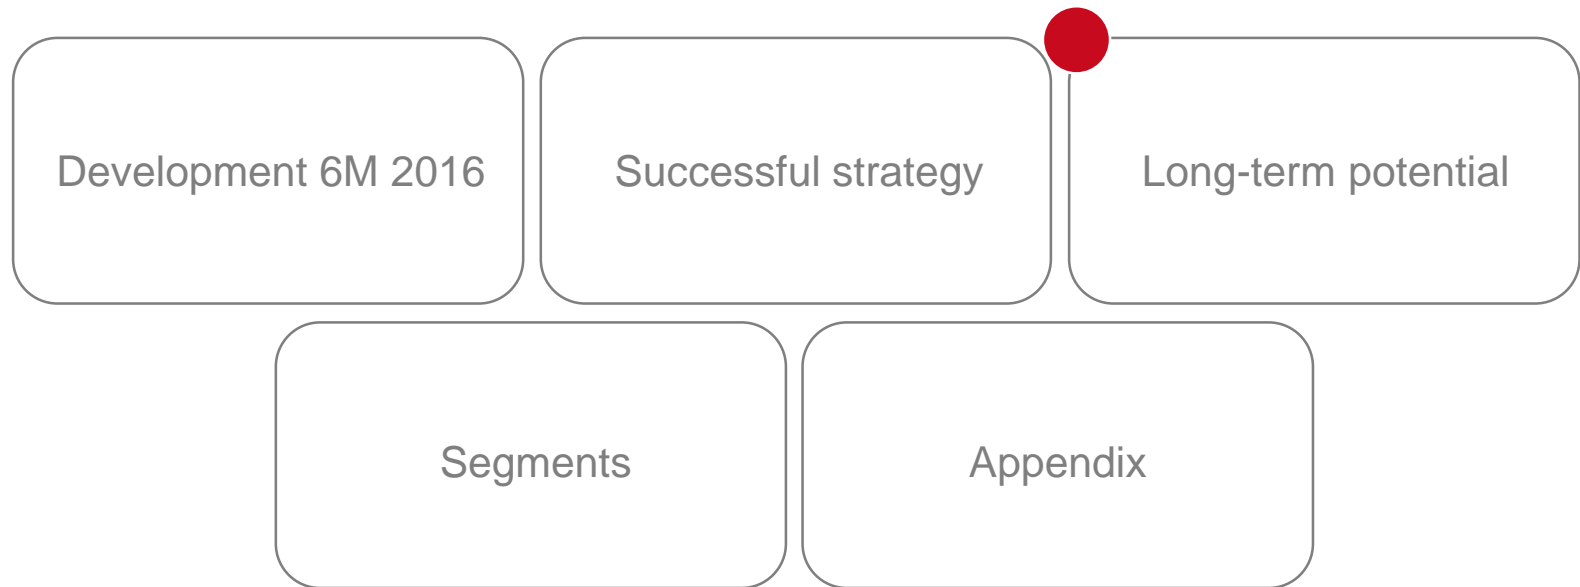 Development 6M 2016
Successful strategy
Long-term potential
Segments
Appendix